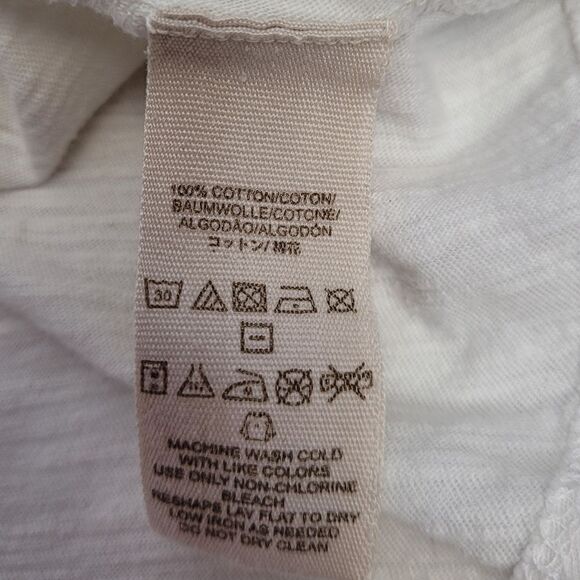 100% COTTON/COTON/
BAUMWOLLE/COTONE/
ALGODÃO/ALGODÓN
コットン/棉花
30
MACHINE WASH COLD
WITH LIKE COLORS
USE ONLY NON-CHLORINE
BLEACH
RESHAPE LAY FLAT TO DRY
LOW IRON AS NEEDED
DO NOT DRY CLEAN